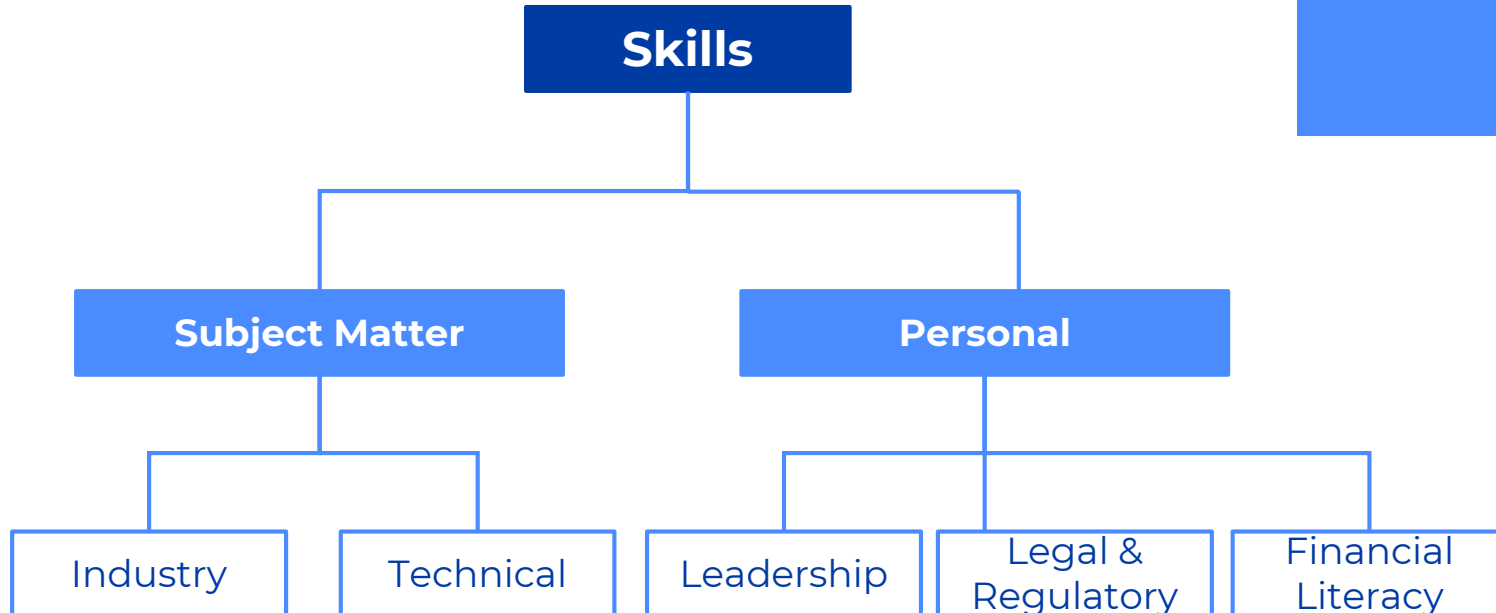 Skills
Subject Matter
Personal
Industry
Technical
Leadership
Legal &
Regulatory
Financial
Literacy